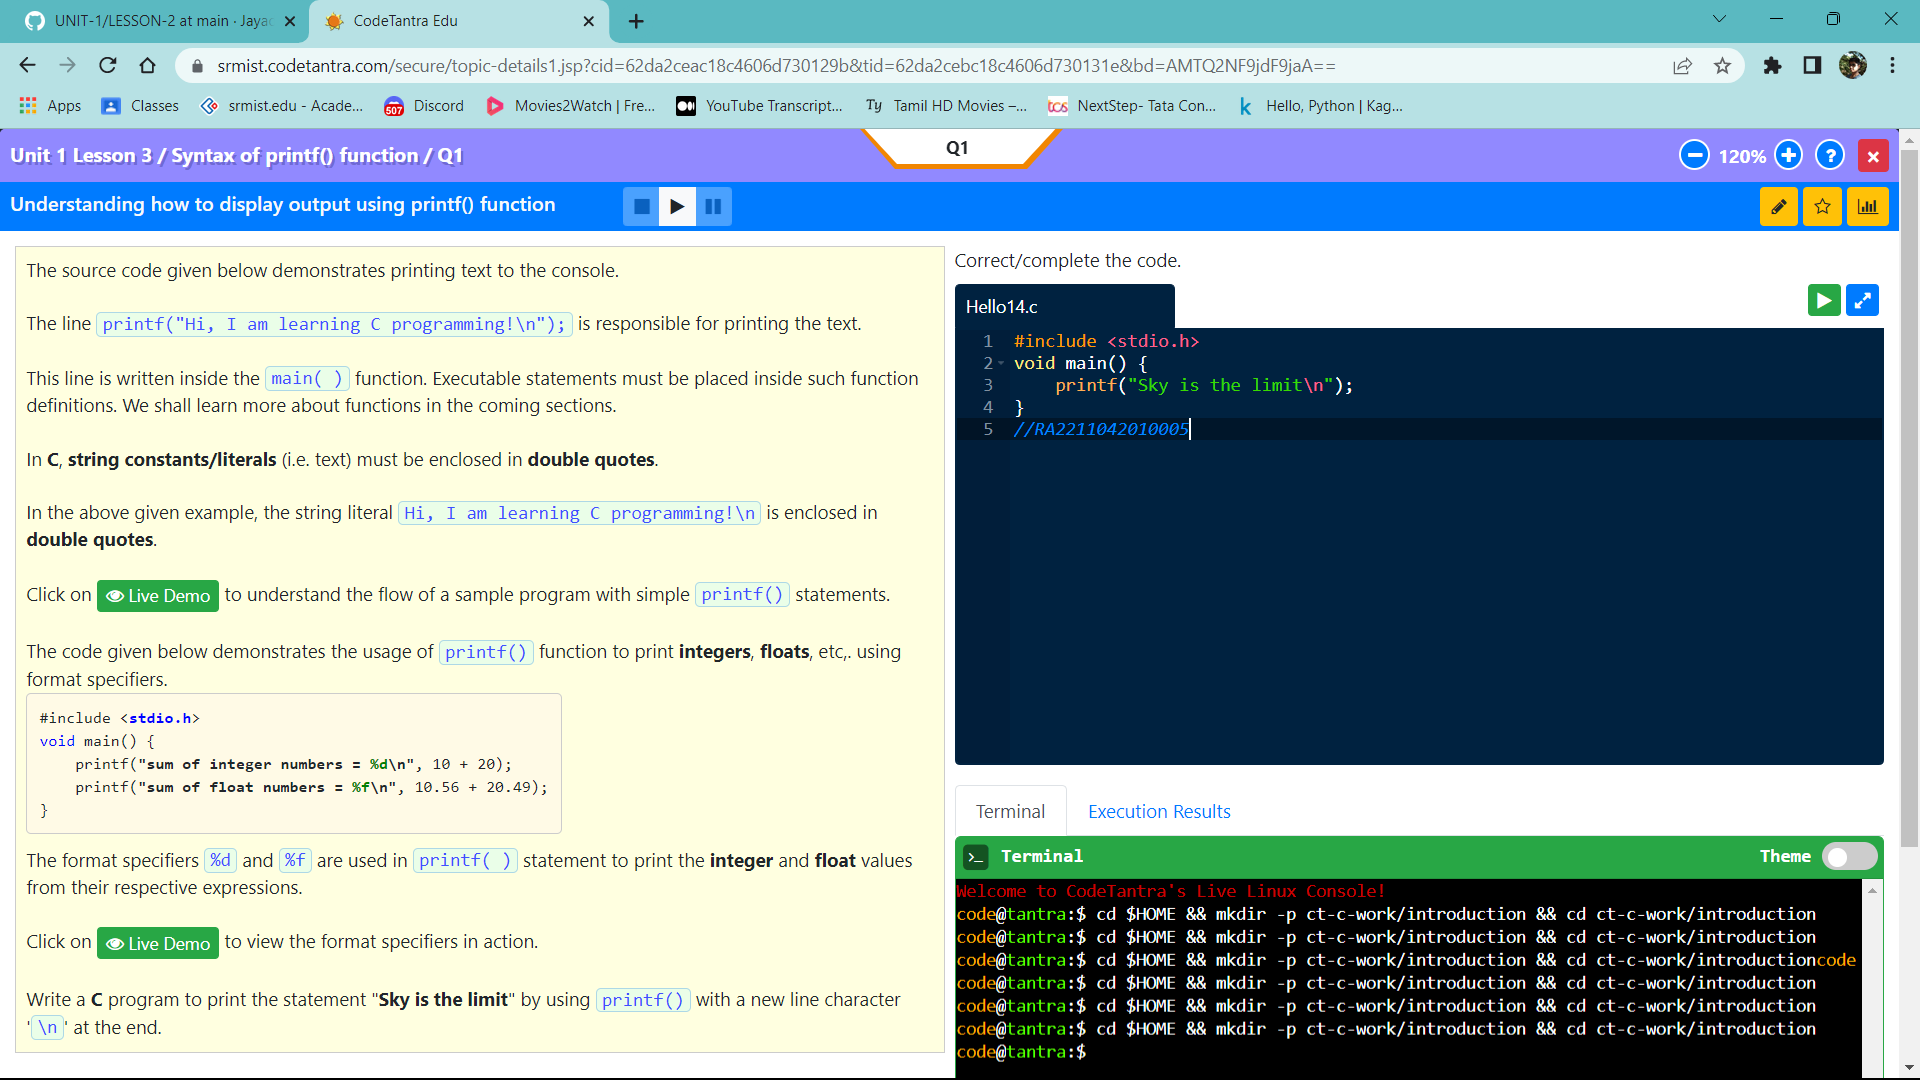 UNIT-1/LESSON-2 at main · Jayac
CodeTantra Edu
srmist.codetantra.com/secure/topic-details1.jsp?cid=62da2ceac18c4606d730129b&tid=62da2cebc18c4606d730131e&bd=AMTQ2NF9jdF9jaA==
Apps
Classes
srmist.edu - Acade...
507
Discord
Movies2Watch | Fre...
YouTube Transcript...
Ty
Tamil HD Movies –...
tcs
NextStep- Tata Con...
k
Hello, Python | Kag...
Unit 1 Lesson 3 / Syntax of printf() function / Q1
Q1
120%
?
Understanding how to display output using printf() function
The source code given below demonstrates printing text to the console.
The line printf("Hi, I am learning C programming!\n"); is responsible for printing the text.
This line is written inside the main( ) function. Executable statements must be placed inside such function
definitions. We shall learn more about functions in the coming sections.
In C, string constants/literals (i.e. text) must be enclosed in double quotes.
In the above given example, the string literal Hi, I am learning C programming!\n is enclosed in
double quotes.
Click on Live Demo to understand the flow of a sample program with simple printf() statements.
The code given below demonstrates the usage of printf() function to print integers, floats, etc,. using
format specifiers.
#include <stdio.h>
void main() {
printf("sum of integer numbers = %d\n", 10 + 20);
printf("sum of float numbers = %f\n", 10.56 + 20.49);
}
The format specifiers %d and %f are used in printf( ) statement to print the integer and float values
from their respective expressions.
Click on Live Demo to view the format specifiers in action.
Write a C program to print the statement "Sky is the limit" by using printf() with a new line character
'\n' at the end.
Correct/complete the code.
Hello14.c
1 #include <stdio.h>
2 void main() {
3 printf("Sky is the limit\n");
4 }
5 //RA2211042010005
Terminal
Execution Results
>_ Terminal
Theme
Welcome to CodeTantra's Live Linux Console!
code@tantra:$ cd $HOME && mkdir -p ct-c-work/introduction && cd ct-c-work/introduction
code@tantra:$ cd $HOME && mkdir -p ct-c-work/introduction && cd ct-c-work/introduction
code@tantra:$ cd $HOME && mkdir -p ct-c-work/introduction && cd ct-c-work/introductioncode
code@tantra:$ cd $HOME && mkdir -p ct-c-work/introduction && cd ct-c-work/introduction
code@tantra:$ cd $HOME && mkdir -p ct-c-work/introduction && cd ct-c-work/introduction
code@tantra:$ cd $HOME && mkdir -p ct-c-work/introduction && cd ct-c-work/introduction
code@tantra:$